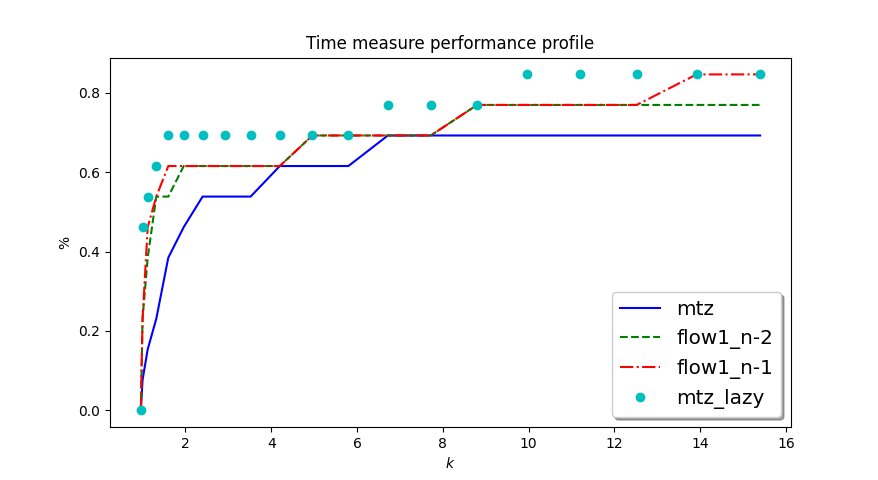 Time measure performance profile
%
0.8
0.6
0.4
0.2
0.0
mtz
flow1_n-2
flow1_n-1
mtz_lazy
2 4 6 8 10 12 14 16
k